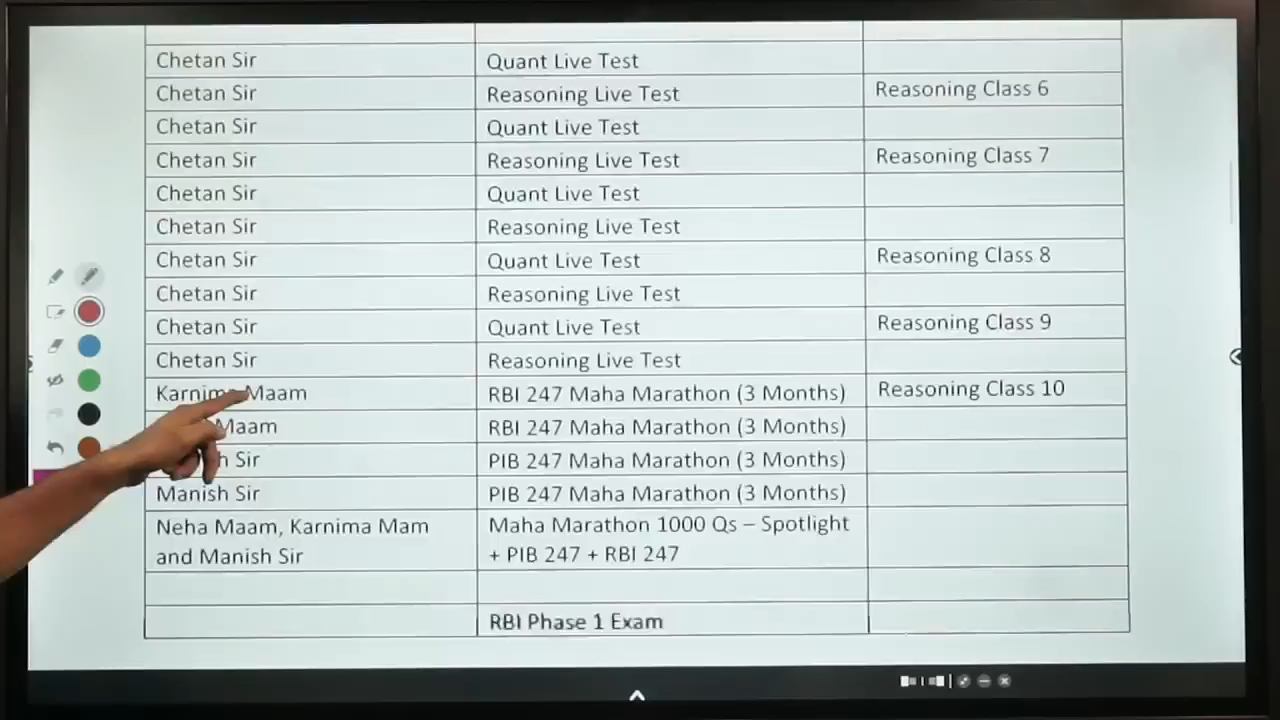 Chetan Sir Quant Live Test
Chetan Sir Reasoning Live Test Reasoning Class 6
Chetan Sir Quant Live Test
Chetan Sir Reasoning Live Test Reasoning Class 7
Chetan Sir Quant Live Test
Chetan Sir Reasoning Live Test
Chetan Sir Quant Live Test Reasoning Class 8
Chetan Sir Reasoning Live Test
Chetan Sir Quant Live Test Reasoning Class 9
Chetan Sir Reasoning Live Test
Karnima Maam RBI 247 Maha Marathon (3 Months) Reasoning Class 10
Maam RBI 247 Maha Marathon (3 Months)
Sir PIB 247 Maha Marathon (3 Months)
Manish Sir PIB 247 Maha Marathon (3 Months)
Neha Maam, Karnima Mam Maha Marathon 1000 Qs – Spotlight
and Manish Sir + PIB 247 + RBI 247
RBI Phase 1 Exam